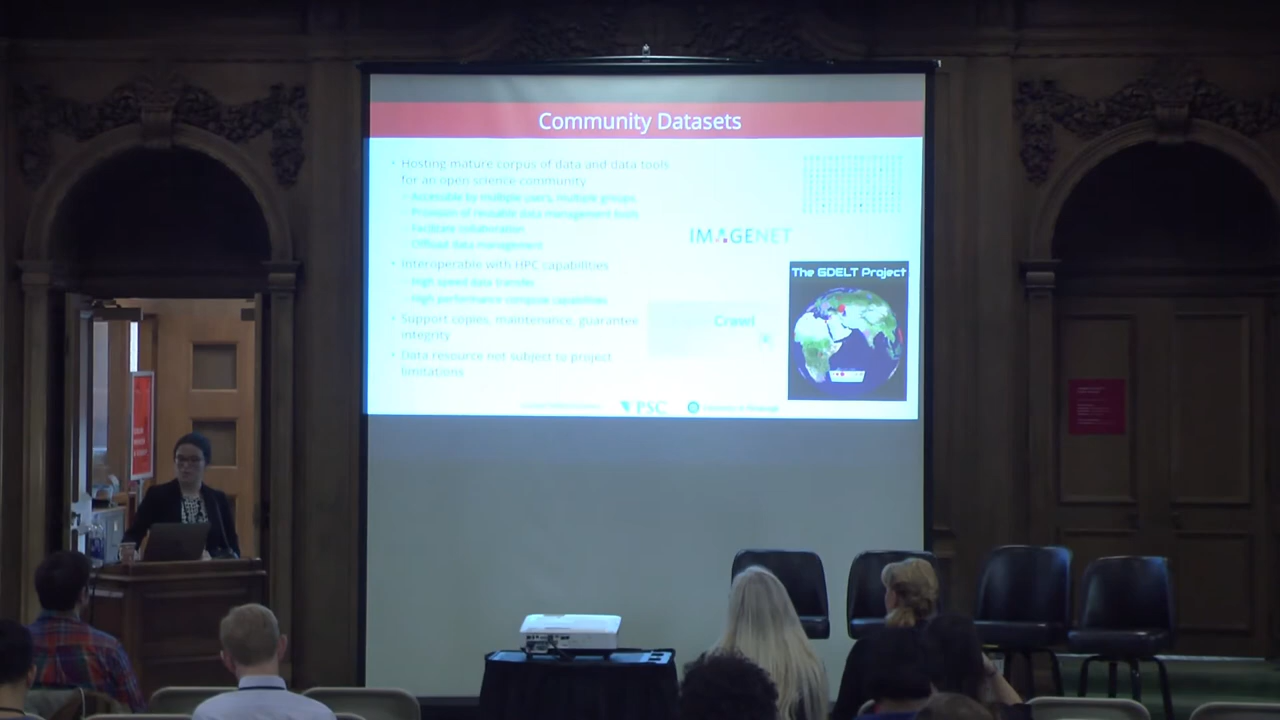 Community Datasets
• Hosting mature corpus of data and data tools
for an open science community
– Accessible by multiple users, multiple groups
– Provision of reusable data management tools
– Facilitate collaboration
– Offload data management
• Interoperable with HPC capabilities
– High speed data transfer
– High performance compute capabilities
• Support copies, maintenance, guarantee
integrity
• Data resource not subject to project
limitations
IMAGENET
The GDELT Project
Crawl
PSC